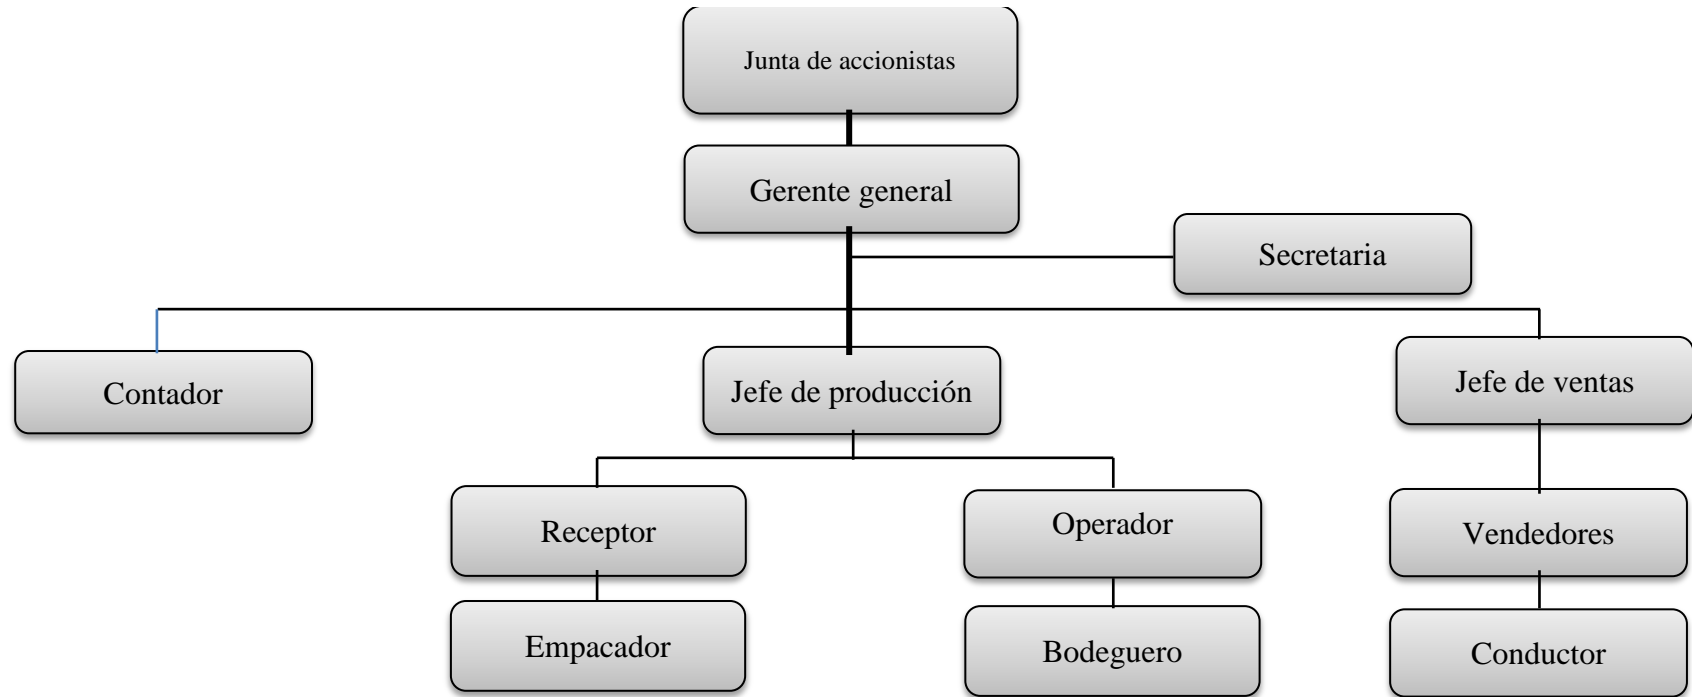 Junta de accionistas
Gerente general
Secretaria
Contador
Jefe de producción
Jefe de ventas
Receptor
Operador
Vendedores
Empacador
Bodeguero
Conductor